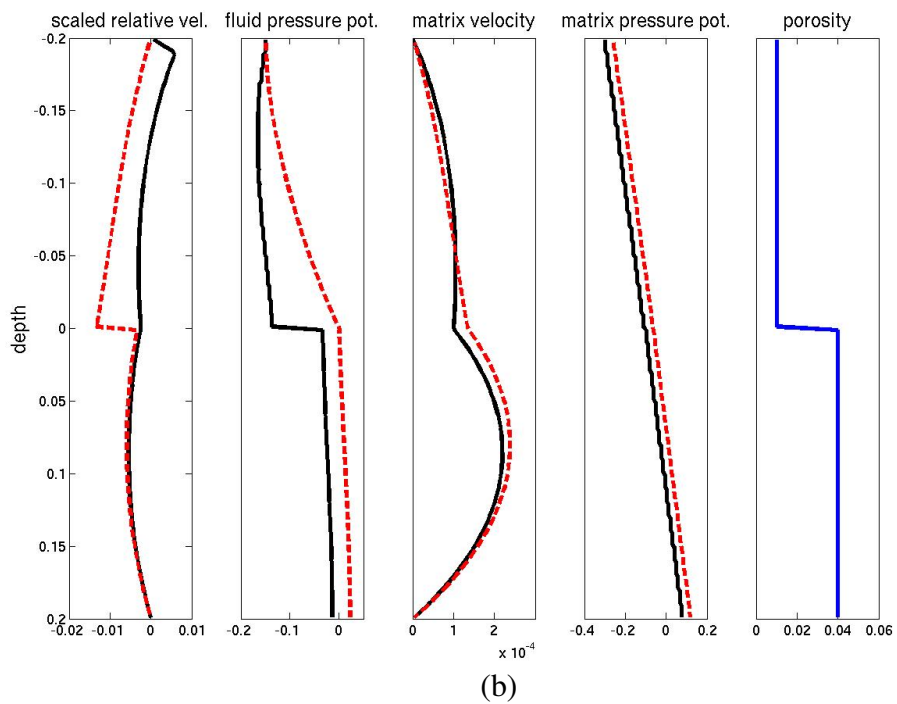 scaled relative vel. fluid pressure pot. matrix velocity matrix pressure pot. porosity
-0.2
-0.15
-0.1
-0.05
0
0.05
0.1
0.15
0.2
depth
-0.02 -0.01 0 0.01 -0.2 -0.1 0 0 1 2 -0.4 -0.2 0 0.2 0 0.02 0.04 0.06
x 10⁻⁴
(b)